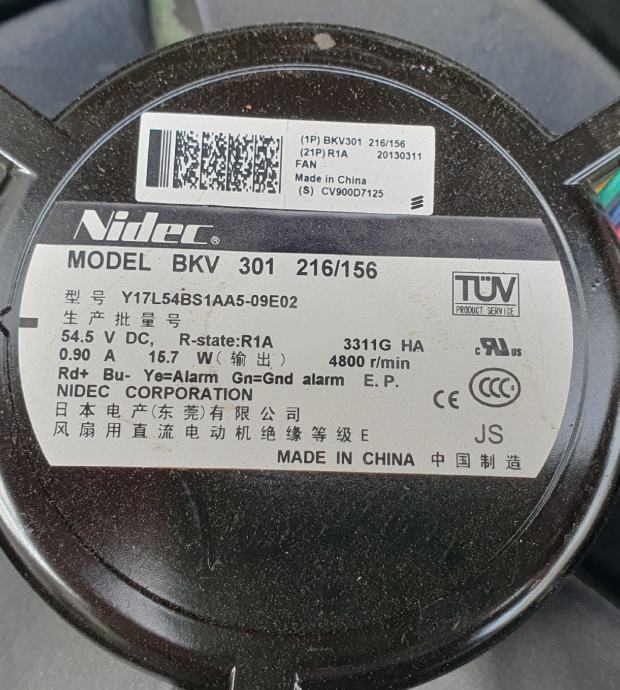 (1P) BKV301 216/156
(21P) R1A 20130311
FAN
Made in China
(S) CV900D7125
Nidec®
MODEL BKV 301 216/156
型号 Y17L54BS1AA5-09E02
生产批量号
54.5 V DC, R-state:R1A 3311G HA
0.90 A 15.7 W(输出) 4800 r/min
Rd+ Bu- Ye=Alarm Gn=Gnd alarm E.P.
NIDEC CORPORATION
日本电产(东莞)有限公司
风扇用直流电动机绝缘等级E
MADE IN CHINA 中国制造
TÜV
PRODUCT SERVICE
c RU US
CE CCC
JS